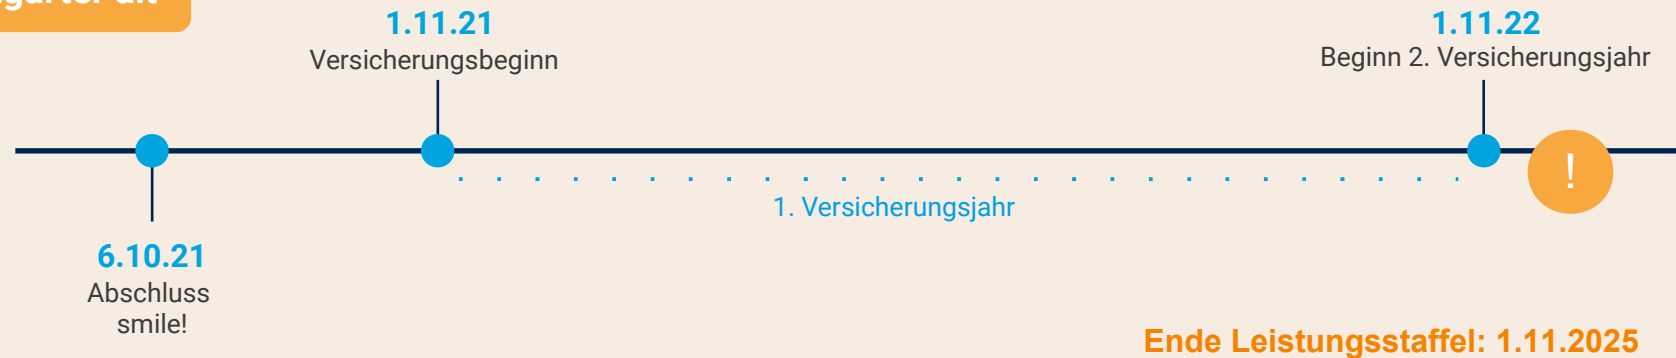 alt
1.11.21
Versicherungsbeginn
1.11.22
Beginn 2. Versicherungsjahr
!
1. Versicherungsjahr
6.10.21
Abschluss
smile!
Ende Leistungsstaffel: 1.11.2025